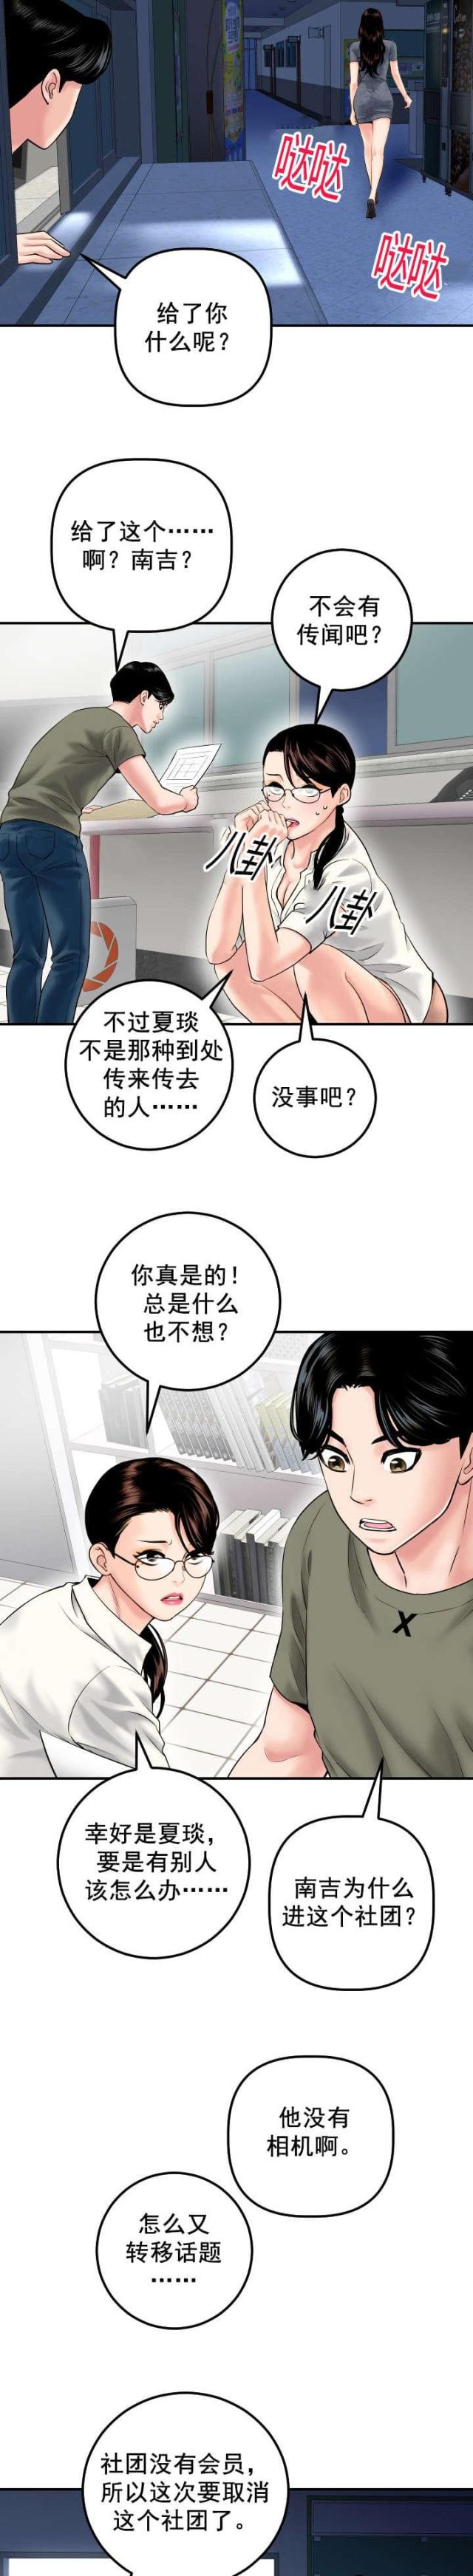 哒哒
哒哒
给了你
什么呢？
给了这个……
啊？南吉？
不会有
传闻吧？
八卦
八卦
不过夏琰
不是那种到处
传来传去
的人……
没事吧？
你真是的！
总是什么
也不想？
幸好是夏琰，
要是有别人
该怎么办……
南吉为什么
进这个社团？
他没有
相机啊。
怎么又
转移话题
……
社团没有会员，
所以这次要取消
这个社团了。